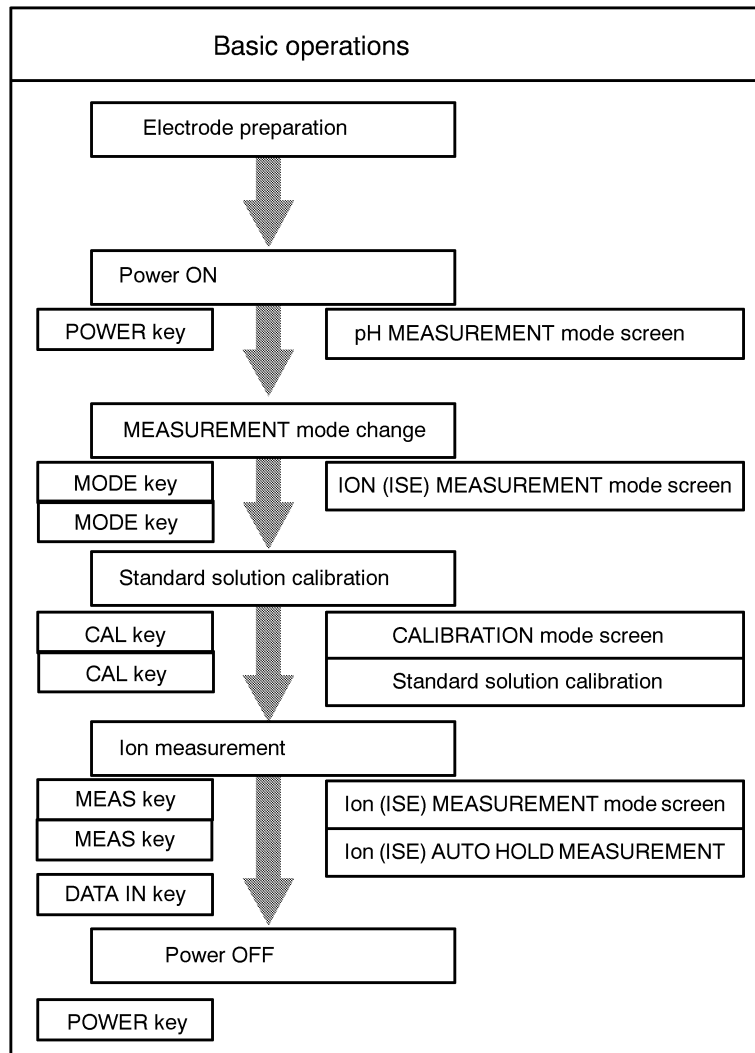 Basic operations
Electrode preparation
Power ON
POWER key
pH MEASUREMENT mode screen
MEASUREMENT mode change
MODE key
ION (ISE) MEASUREMENT mode screen
MODE key
Standard solution calibration
CAL key
CALIBRATION mode screen
CAL key
Standard solution calibration
Ion measurement
MEAS key
Ion (ISE) MEASUREMENT mode screen
MEAS key
Ion (ISE) AUTO HOLD MEASUREMENT
DATA IN key
Power OFF
POWER key